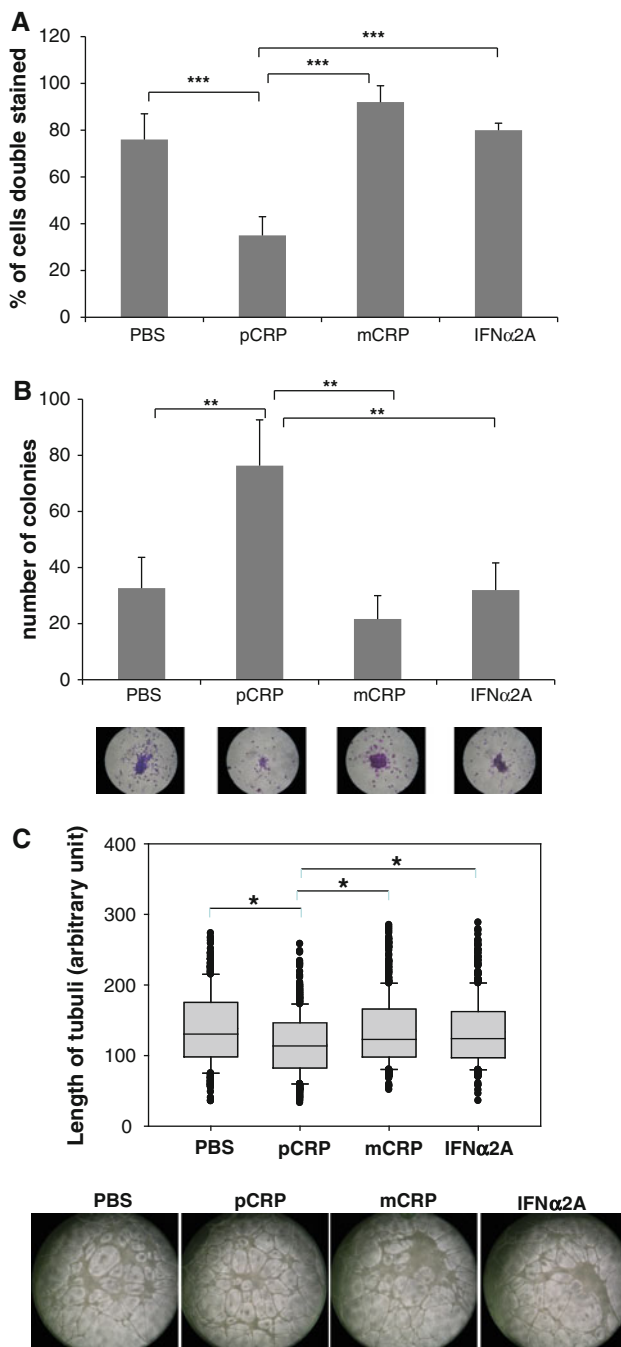 A
% of cells double stained
120
100
80
60
40
20
0
***
***
***
PBS pCRP mCRP IFNα2A
B
number of colonies
100
80
60
40
20
0
**
**
**
PBS pCRP mCRP IFNα2A
C
Length of tubuli (arbitrary unit)
400
300
200
100
0
*
*
*
PBS pCRP mCRP IFNα2A
PBS pCRP mCRP IFNα2A